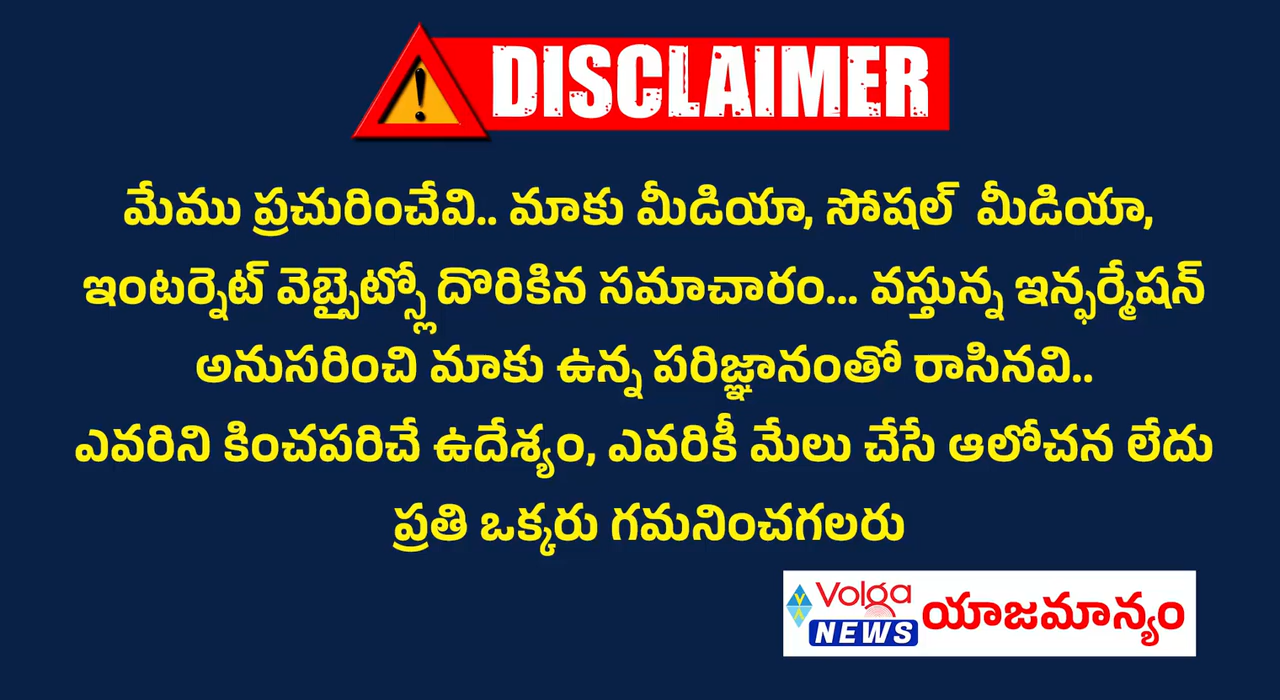 DISCLAIMER
మేము ప్రచురించేవి.. మాకు మీడియా, సోషల్ మీడియా,
ఇంటర్నెట్ వెబ్సైట్స్లో దొరికిన సమాచారం... వస్తున్న ఇన్ఫర్మేషన్
అనుసరించి మాకు ఉన్న పరిజ్ఞానంతో రాసినవి..
ఎవరిని కించపరిచే ఉదేశ్యం, ఎవరికీ మేలు చేసే ఆలోచన లేదు
ప్రతి ఒక్కరు గమనించగలరు
Volga
NEWS యాజమాన్యం